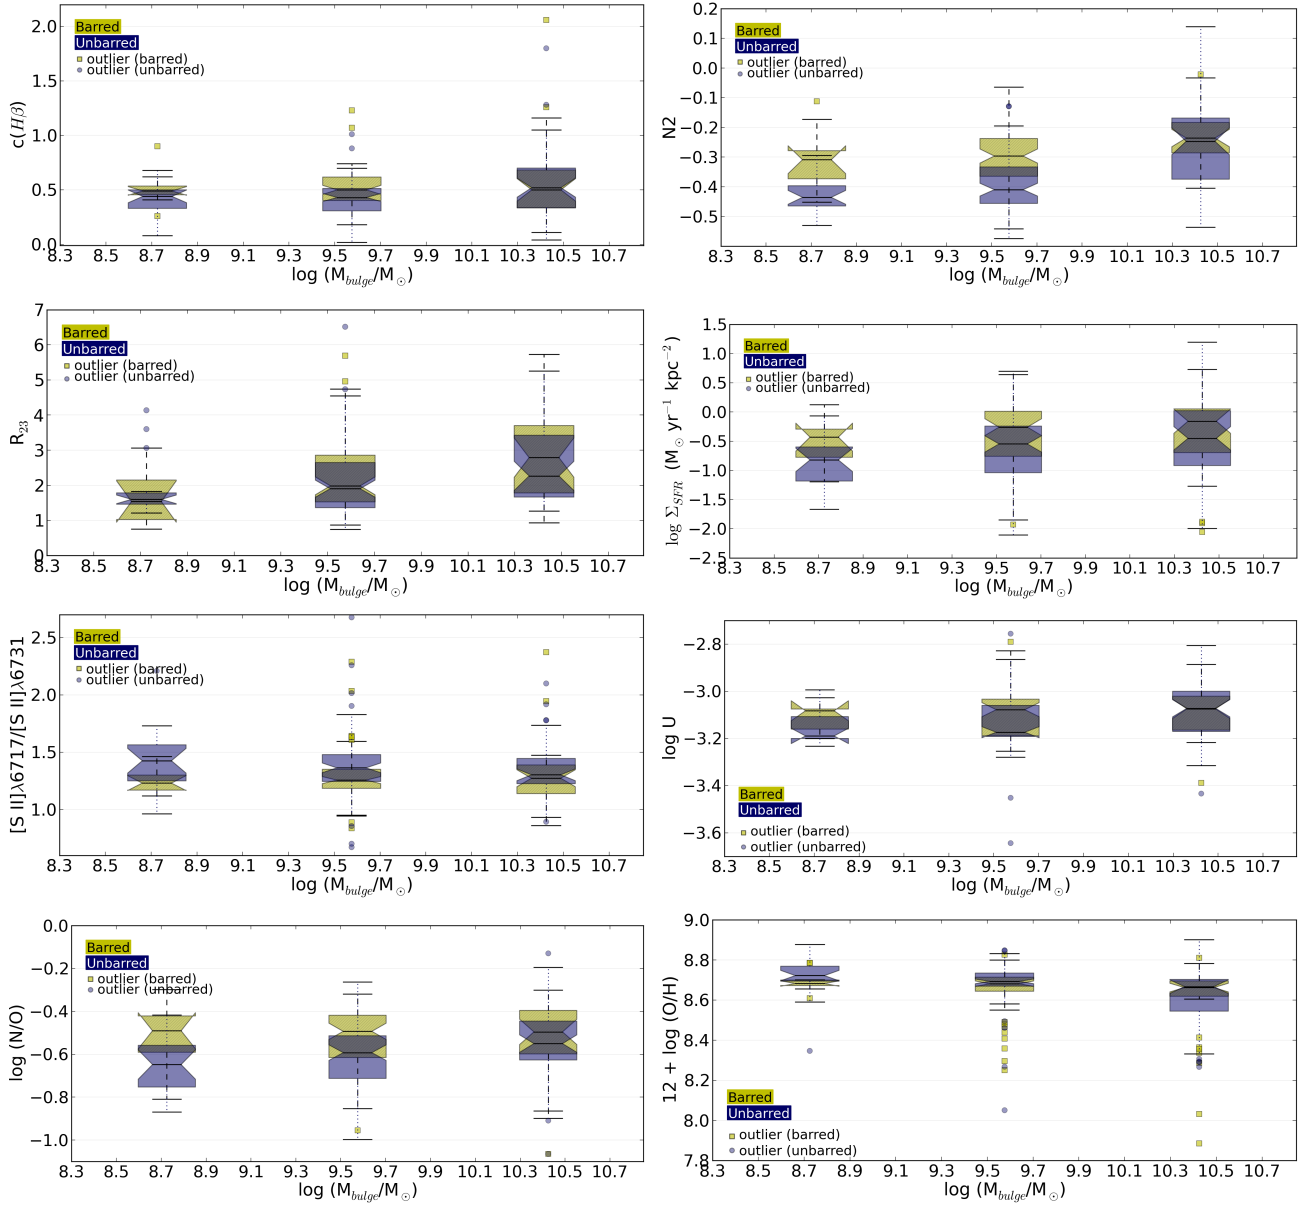 c(Hβ)
2.0
1.5
1.0
0.5
0.0
Barred
Unbarred
outlier (barred)
outlier (unbarred)
8.3 8.5 8.7 8.9 9.1 9.3 9.5 9.7 9.9 10.1 10.3 10.5 10.7
log (M_bulge/M_⊙)
N2
0.2
0.1
0.0
−0.1
−0.2
−0.3
−0.4
−0.5
Barred
Unbarred
outlier (barred)
outlier (unbarred)
8.3 8.5 8.7 8.9 9.1 9.3 9.5 9.7 9.9 10.1 10.3 10.5 10.7
log (M_bulge/M_⊙)
R_23
7
6
5
4
3
2
1
0
Barred
Unbarred
outlier (barred)
outlier (unbarred)
8.3 8.5 8.7 8.9 9.1 9.3 9.5 9.7 9.9 10.1 10.3 10.5 10.7
log (M_bulge/M_⊙)
log Σ_SFR (M_⊙ yr^−1 kpc^−2)
1.5
1.0
0.5
0.0
−0.5
−1.0
−1.5
−2.0
−2.5
Barred
Unbarred
outlier (barred)
outlier (unbarred)
8.3 8.5 8.7 8.9 9.1 9.3 9.5 9.7 9.9 10.1 10.3 10.5 10.7
log (M_bulge/M_⊙)
[S II]λ6717/[S II]λ6731
2.5
2.0
1.5
1.0
Barred
Unbarred
outlier (barred)
outlier (unbarred)
8.3 8.5 8.7 8.9 9.1 9.3 9.5 9.7 9.9 10.1 10.3 10.5 10.7
log (M_bulge/M_⊙)
log U
−2.8
−3.0
−3.2
−3.4
−3.6
Barred
Unbarred
outlier (barred)
outlier (unbarred)
8.3 8.5 8.7 8.9 9.1 9.3 9.5 9.7 9.9 10.1 10.3 10.5 10.7
log (M_bulge/M_⊙)
log (N/O)
0.0
−0.2
−0.4
−0.6
−0.8
−1.0
Barred
Unbarred
outlier (barred)
outlier (unbarred)
8.3 8.5 8.7 8.9 9.1 9.3 9.5 9.7 9.9 10.1 10.3 10.5 10.7
log (M_bulge/M_⊙)
12 + log (O/H)
9.0
8.8
8.6
8.4
8.2
8.0
7.8
Barred
Unbarred
outlier (barred)
outlier (unbarred)
8.3 8.5 8.7 8.9 9.1 9.3 9.5 9.7 9.9 10.1 10.3 10.5 10.7
log (M_bulge/M_⊙)